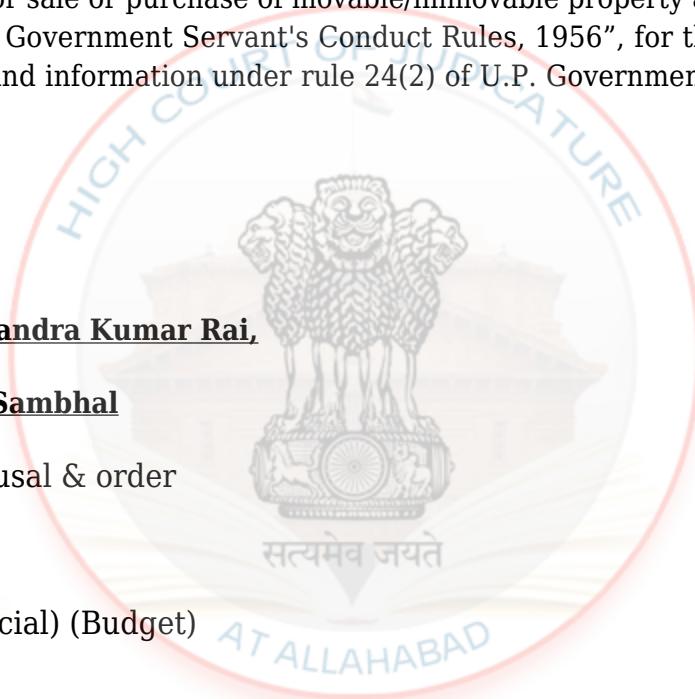 or sale or purchase of movable/immovable property a
Government Servant's Conduct Rules, 1956”, for th
nd information under rule 24(2) of U.P. Governmen
HIGH COURT OF JUDICATURE
andra Kumar Rai,
Sambhal
usal & order
सत्यमेव जयते
cial) (Budget)
AT ALLAHABAD